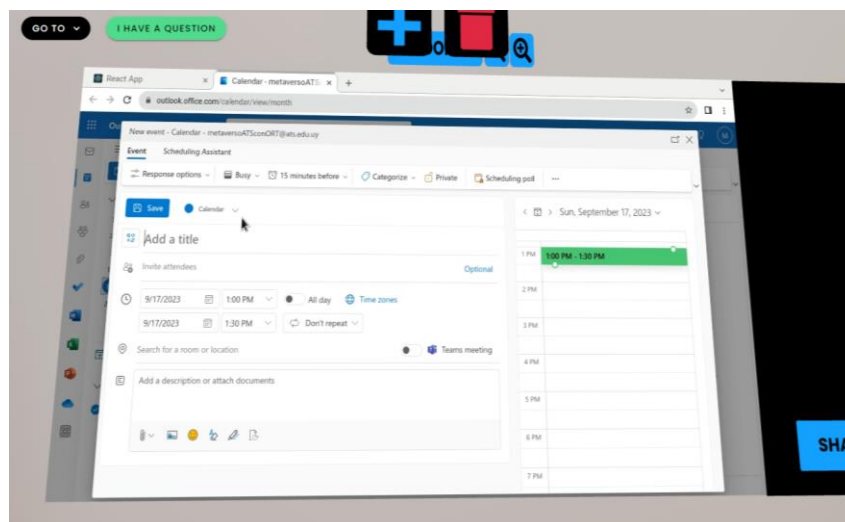 GO TO
I HAVE A QUESTION
React App
Calendar - metaversoATS
outlook.office.com/calendar/view/month
New event - Calendar - metaversoATSconORT@ats.edu.uy
Event Scheduling Assistant
Response options Busy 15 minutes before Categorize Private Scheduling poll
Save Calendar
Sun, September 17, 2023
Add a title
Invite attendees Optional
9/17/2023 1:00 PM All day Time zones
9/17/2023 1:30 PM Don't repeat
Search for a room or location Teams meeting
Add a description or attach documents
1 PM 1:00 PM - 1:30 PM
2 PM
3 PM
4 PM
5 PM
6 PM
7 PM
SHA